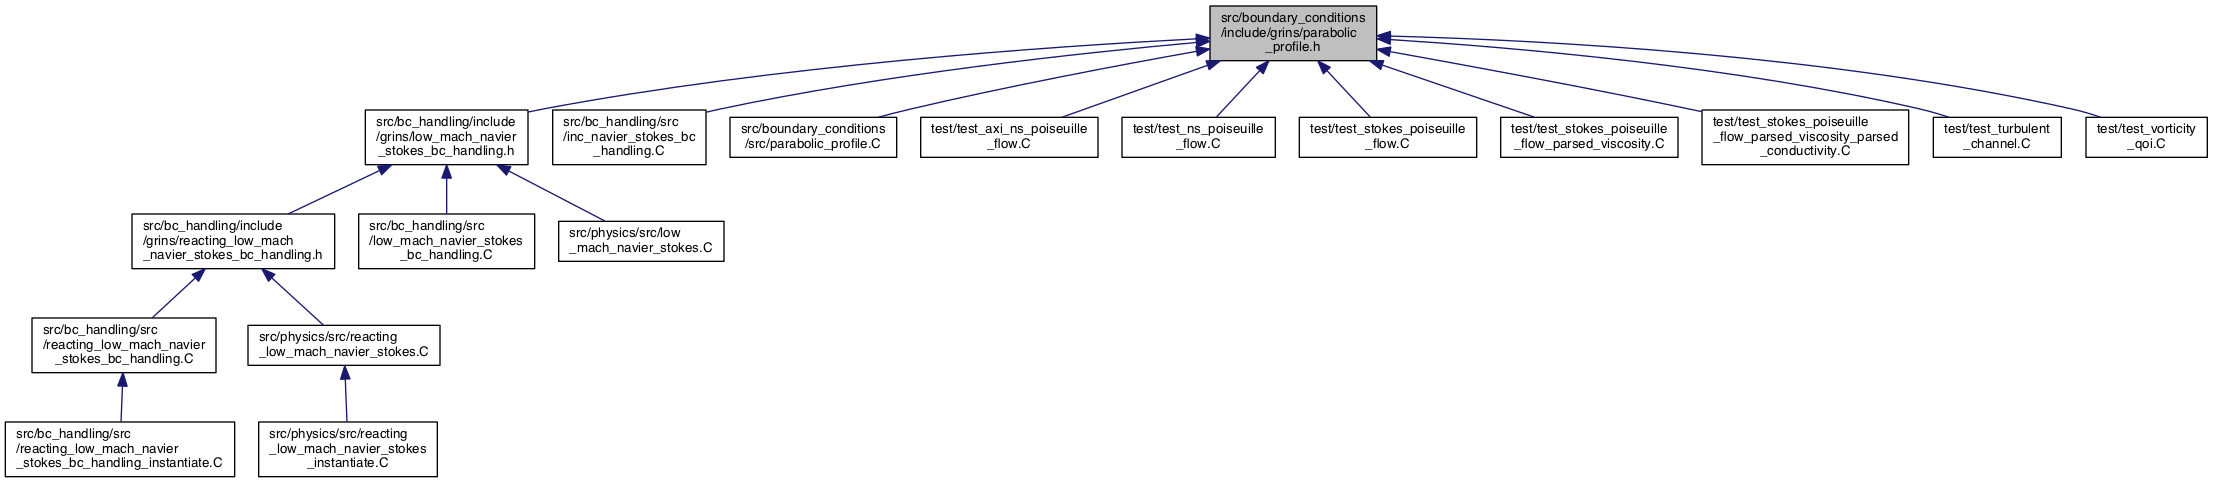 src/boundary_conditions
/include/grins/parabolic
_profile.h
src/bc_handling/include
/grins/low_mach_navier
_stokes_bc_handling.h
src/bc_handling/src
/inc_navier_stokes_bc
_handling.C
src/boundary_conditions
/src/parabolic_profile.C
test/test_axi_ns_poiseuille
_flow.C
test/test_ns_poiseuille
_flow.C
test/test_stokes_poiseuille
_flow.C
test/test_stokes_poiseuille
_flow_parsed_viscosity.C
test/test_stokes_poiseuille
_flow_parsed_viscosity_parsed
_conductivity.C
test/test_turbulent
_channel.C
test/test_vorticity
_qoi.C
src/bc_handling/include
/grins/reacting_low_mach
_navier_stokes_bc_handling.h
src/bc_handling/src
/low_mach_navier_stokes
_bc_handling.C
src/physics/src/low
_mach_navier_stokes.C
src/bc_handling/src
/reacting_low_mach_navier
_stokes_bc_handling.C
src/physics/src/reacting
_low_mach_navier_stokes.C
src/bc_handling/src
/reacting_low_mach_navier
_stokes_bc_handling_instantiate.C
src/physics/src/reacting
_low_mach_navier_stokes
_instantiate.C